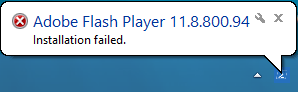 Adobe Flash Player 11.8.800.94
Installation failed.